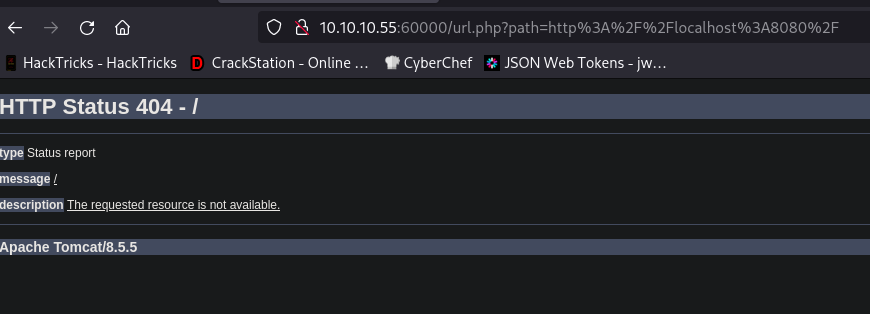 10.10.10.55:60000/url.php?path=http%3A%2F%2Flocalhost%3A8080%2F
HackTricks - HackTricks CrackStation - Online ... CyberChef JSON Web Tokens - jw...
HTTP Status 404 - /
type Status report
message /
description The requested resource is not available.
Apache Tomcat/8.5.5